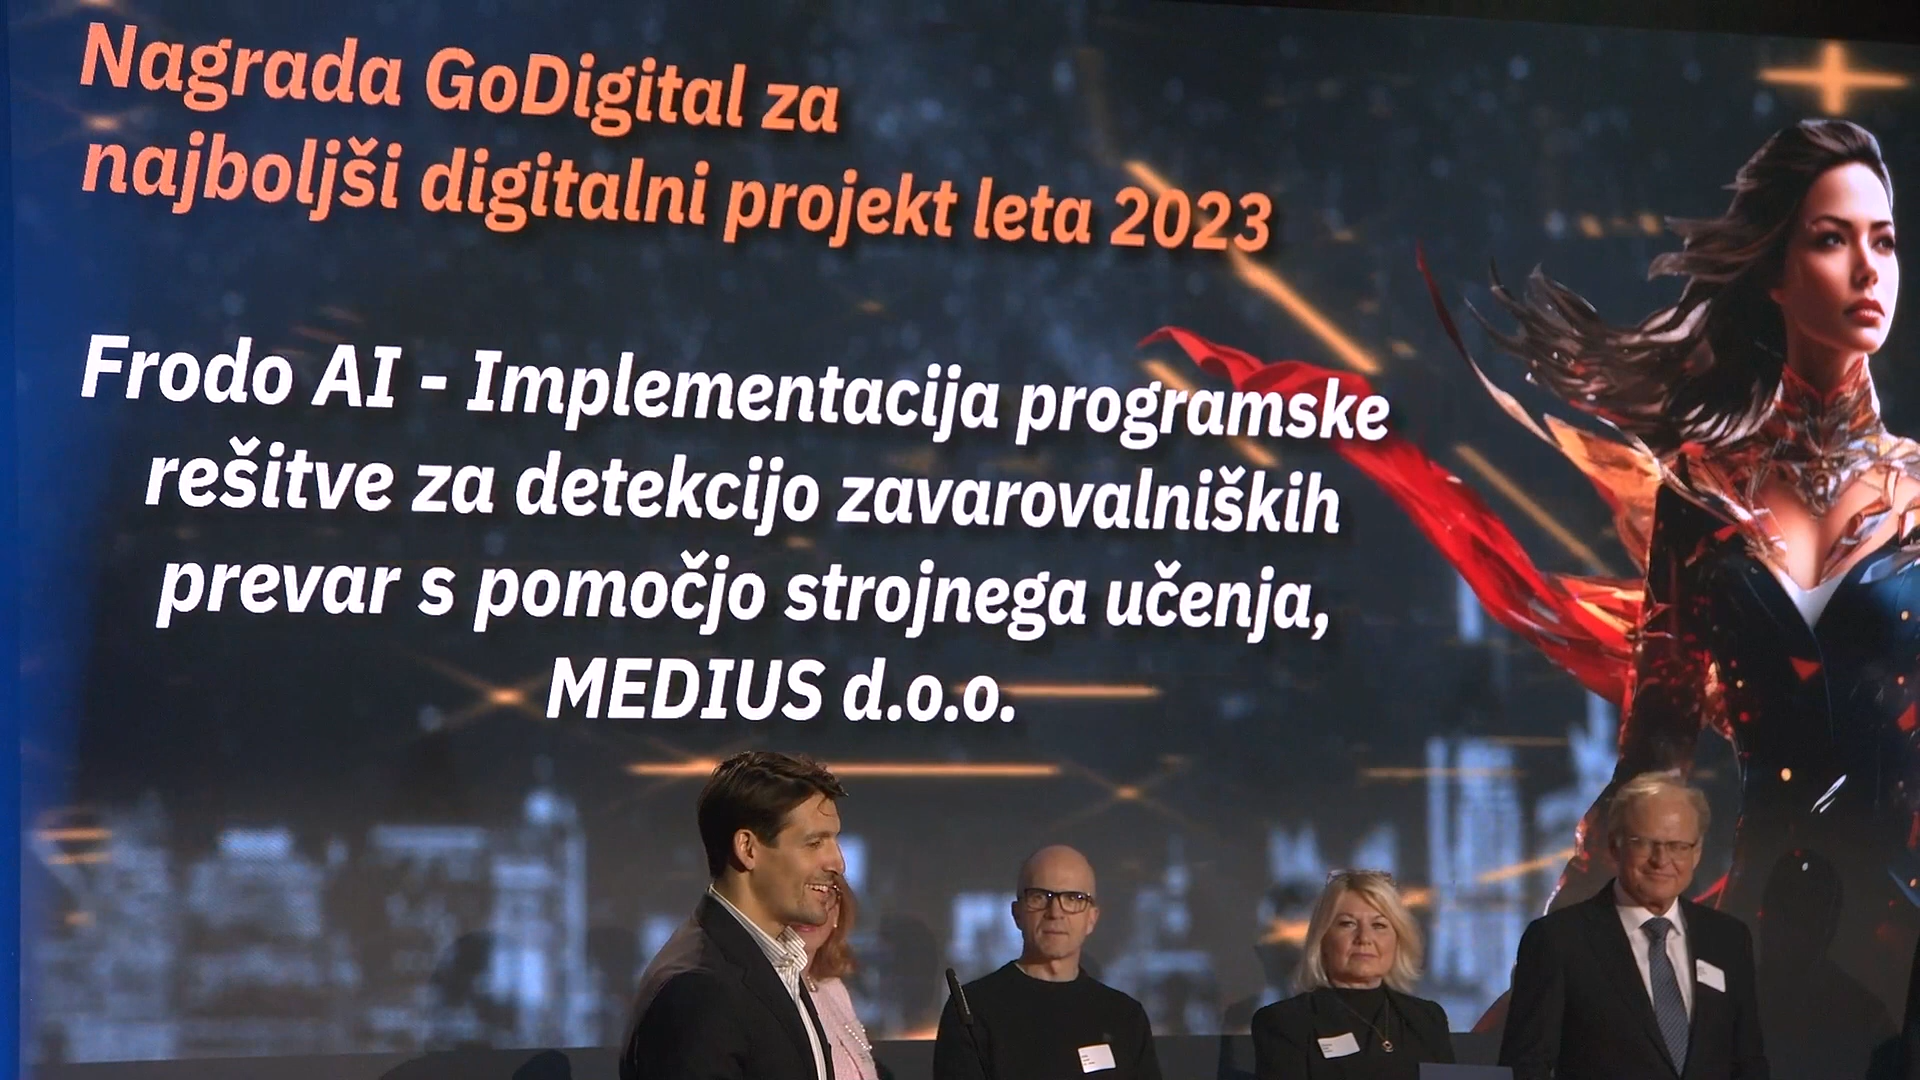 Nagrada GoDigital za
najboljši digitalni projekt leta 2023
Frodo AI - Implementacija programske
rešitve za detekcijo zavarovalniških
prevar s pomočjo strojnega učenja,
MEDIUS d.o.o.